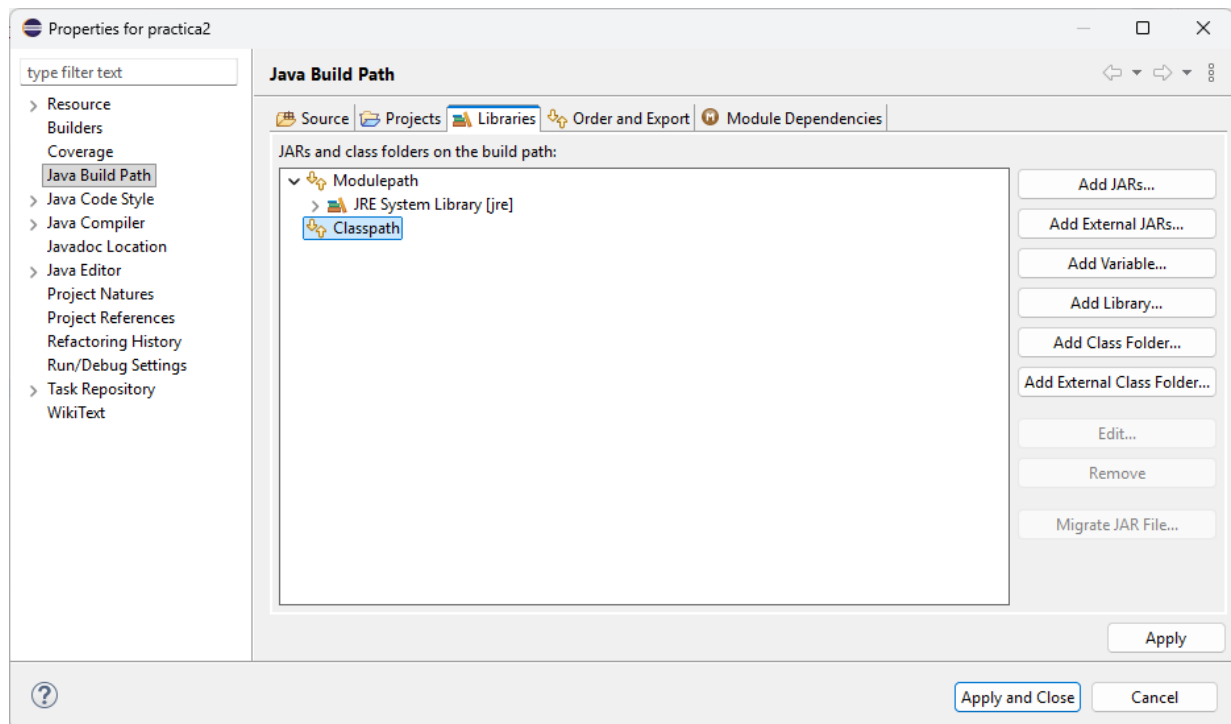 Properties for practica2
type filter text
Resource
Builders
Coverage
Java Build Path
Java Code Style
Java Compiler
Javadoc Location
Java Editor
Project Natures
Project References
Refactoring History
Run/Debug Settings
Task Repository
WikiText
Java Build Path
Source Projects Libraries Order and Export M Module Dependencies
JARs and class folders on the build path:
Modulepath
JRE System Library [jre]
Classpath
Add JARs...
Add External JARs...
Add Variable...
Add Library...
Add Class Folder...
Add External Class Folder...
Edit...
Remove
Migrate JAR File...
Apply
?
Apply and Close Cancel